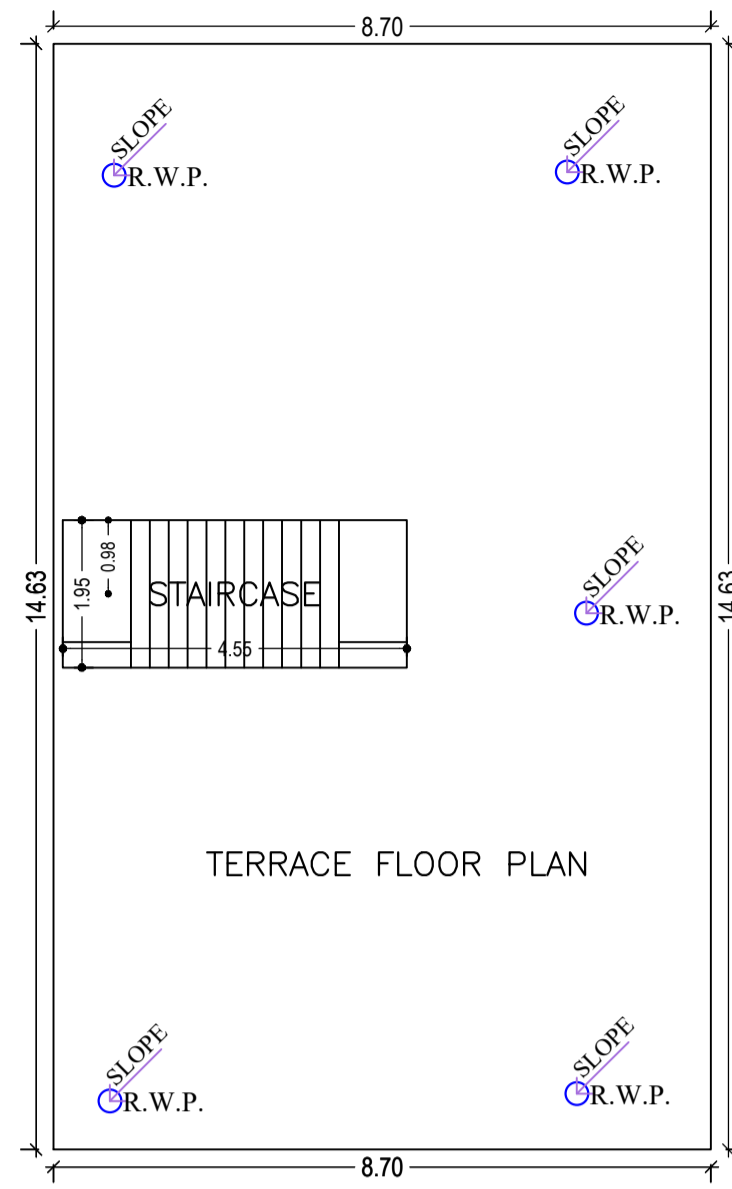 8.70
SLOPE
R.W.P.
SLOPE
R.W.P.
14.63
1.95
0.98
STAIRCASE
4.55
SLOPE
R.W.P.
14.63
TERRACE FLOOR PLAN
SLOPE
R.W.P.
SLOPE
R.W.P.
8.70